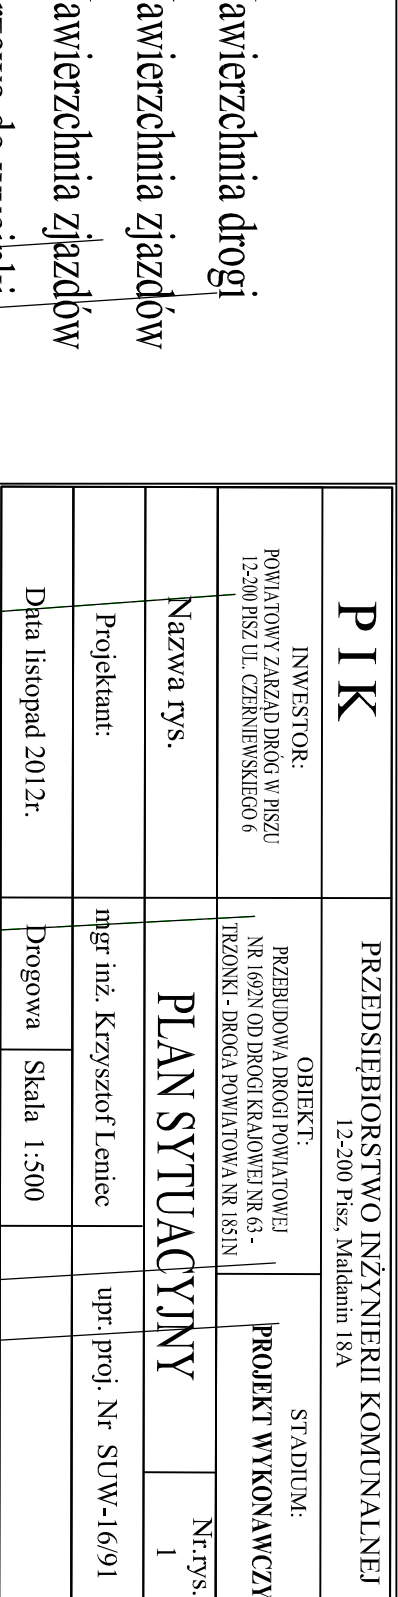 awierzchnia drogi
awierzchnia zjazdów
awierzchnia zjazdów
P I K
PRZEDSIĘBIORSTWO INŻYNIERII KOMUNALNEJ
12-200 Pisz, Maldanin 18A
INWESTOR:
POWIATOWY ZARZĄD DRÓG W PISZU
12-200 PISZ UL. CZERNIEWSKIEGO 6
OBIEKT:
PRZEBUDOWA DROGI POWIATOWEJ
NR 1692N OD DROGI KRAJOWEJ NR 63 -
TRZONKI - DROGA POWIATOWA NR 1851N
STADIUM:
PROJEKT WYKONAWCZY
Nazwa rys.
PLAN SYTUACYJNY
Nr.rys.
1
Projektant:
mgr inż. Krzysztof Leniec
upr. proj. Nr SUW-16/91
Data listopad 2012r.
Drogowa
Skala 1:500